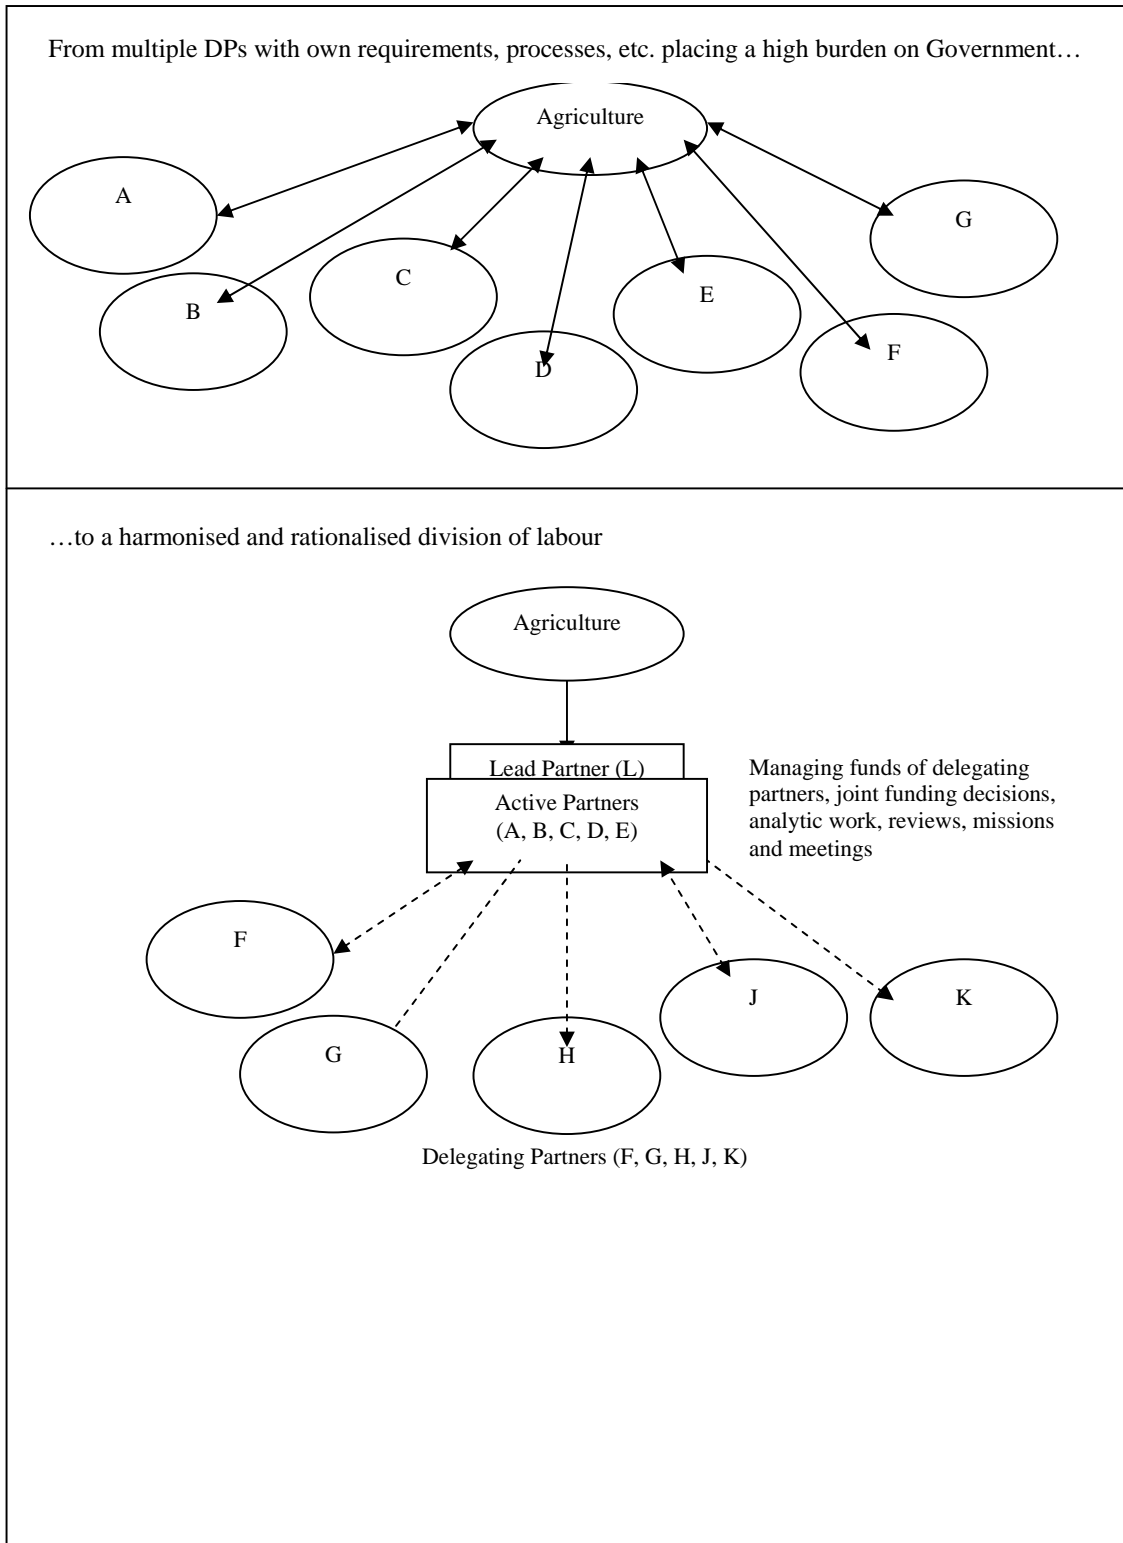 From multiple DPs with own requirements, processes, etc. placing a high burden on Government…
Agriculture
A
B
C
D
E
F
G
…to a harmonised and rationalised division of labour
Agriculture
Lead Partner (L)
Active Partners
(A, B, C, D, E)
Managing funds of delegating
partners, joint funding decisions,
analytic work, reviews, missions
and meetings
F
G
H
J
K
Delegating Partners (F, G, H, J, K)